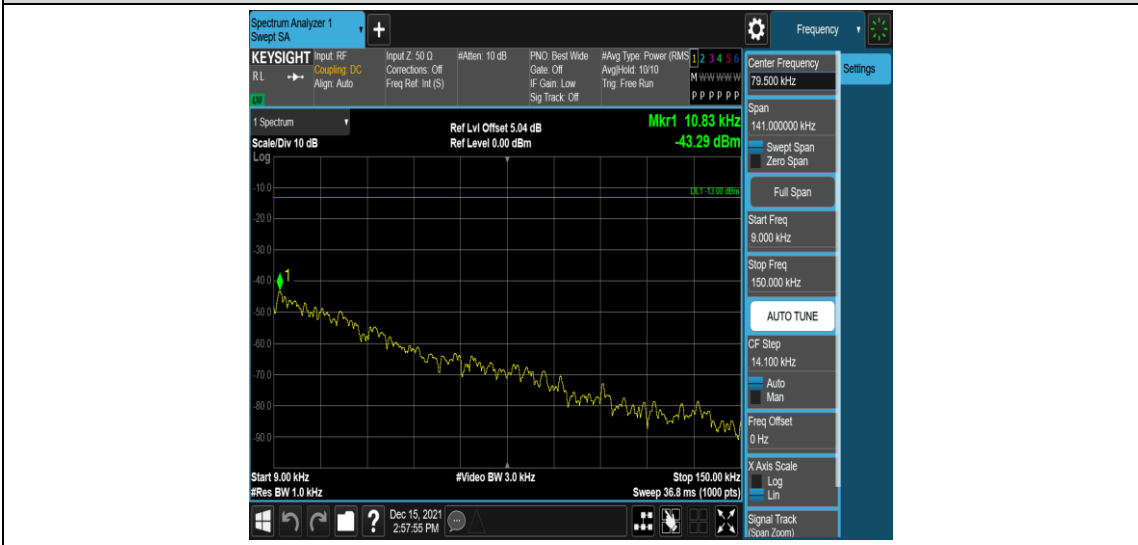 Spectrum Analyzer 1
Swept SA
+
Frequency
KEYSIGHT
R L
LXI
Input: RF
Coupling: DC
Align: Auto
Input Z: 50 Ω
Corrections: Off
Freq Ref: Int (S)
#Atten: 10 dB
PNO: Best Wide
Gate: Off
IF Gain: Low
Sig Track: Off
#Avg Type: Power (RMS
Avg|Hold: 10/10
Trig: Free Run
1 2 3 4 5 6
M W W W W W
P P P P P P
1 Spectrum
Scale/Div 10 dB
Log
Ref Lvl Offset 5.04 dB
Ref Level 0.00 dBm
Mkr1 10.83 kHz
-43.29 dBm
DL1 -13.00 dBm
-10.0
-20.0
-30.0
-40.0
-50.0
-60.0
-70.0
-80.0
-90.0
1
Start 9.00 kHz
#Res BW 1.0 kHz
#Video BW 3.0 kHz
Stop 150.00 kHz
Sweep 36.8 ms (1000 pts)
Center Frequency
79.500 kHz
Settings
Span
141.000000 kHz
Swept Span
Zero Span
Full Span
Start Freq
9.000 kHz
Stop Freq
150.000 kHz
AUTO TUNE
CF Step
14.100 kHz
Auto
Man
Freq Offset
0 Hz
X Axis Scale
Log
Lin
Signal Track
(Span Zoom)
?
Dec 15, 2021
2:57:55 PM